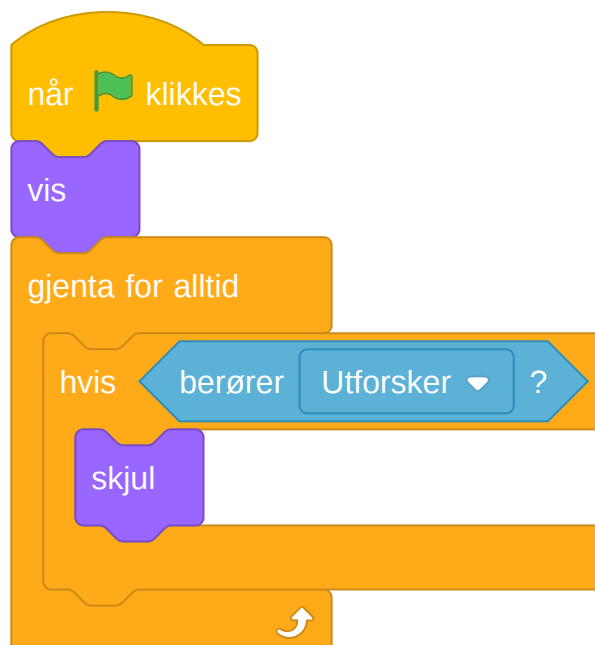 når klikkes
vis
gjenta for alltid
hvis berører Utforsker ?
skjul